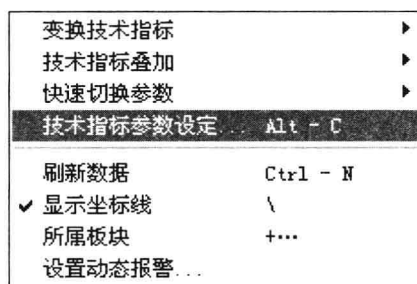 变换技术指标
技术指标叠加
快速切换参数
技术指标参数设定... Alt - C
刷新数据 Ctrl - N
显示坐标线 \
所属板块 +···
设置动态报警...